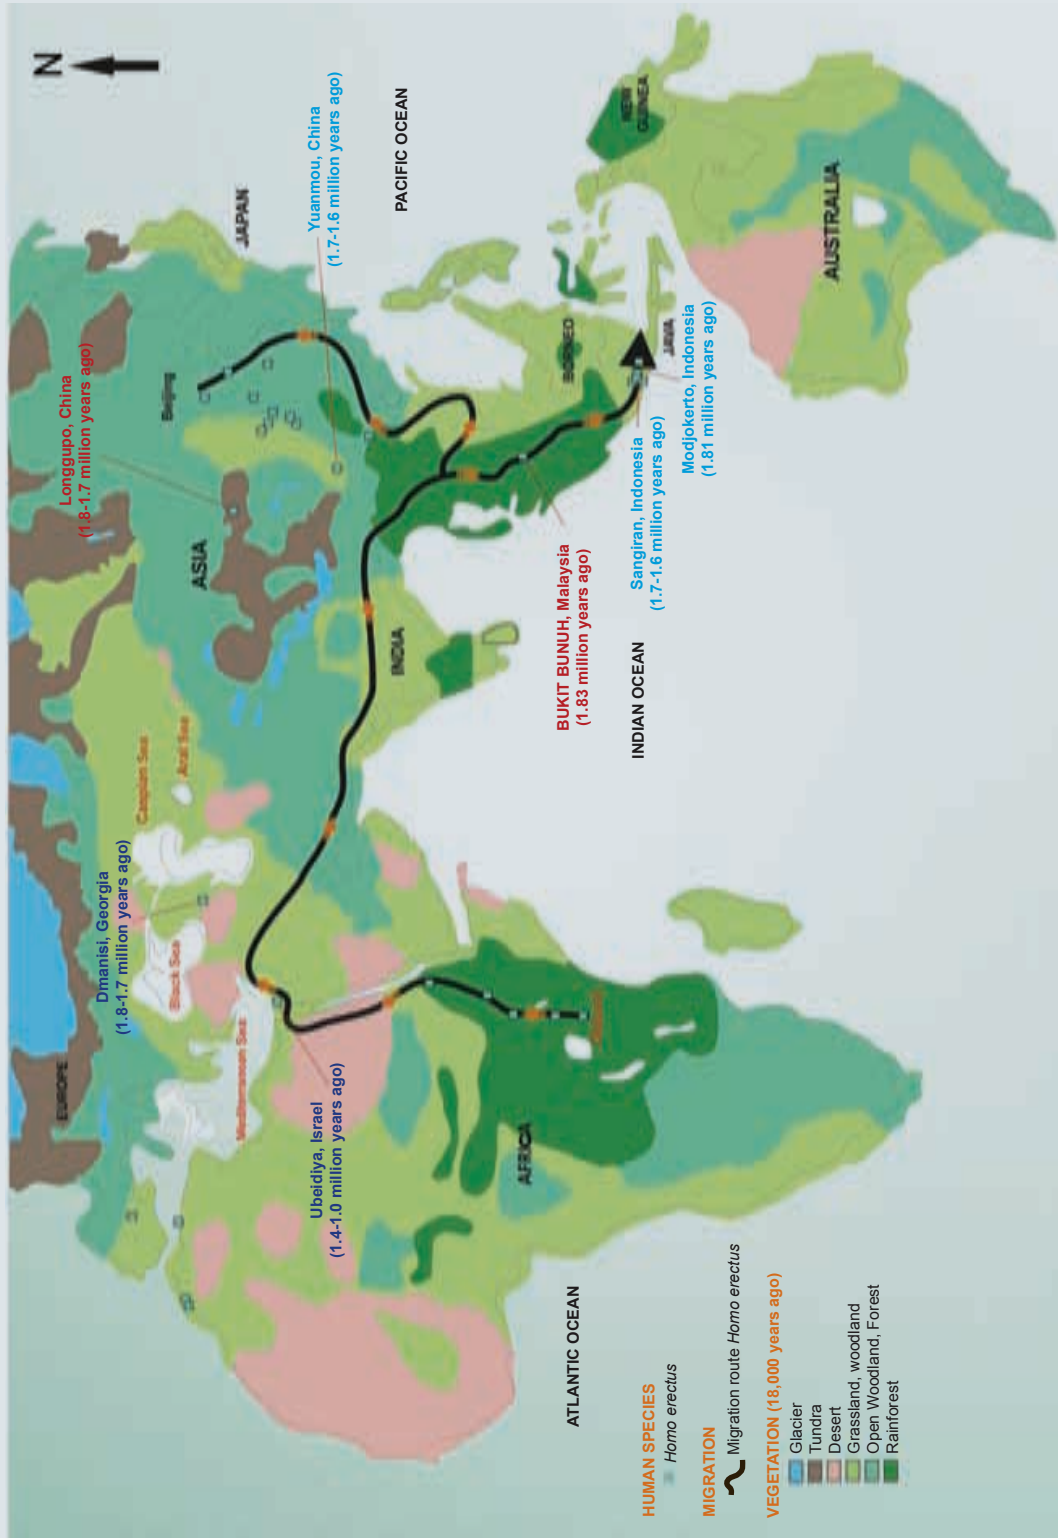 N
Longgupo, China
(1.8-1.7 million years ago)
Yuanmou, China
(1.7-1.6 million years ago)
Dmanisi, Georgia
(1.8-1.7 million years ago)
Beijing
JAPAN
PACIFIC OCEAN
ASIA
EUROPE
Caspian Sea
Aral Sea
Black Sea
Mediterranean Sea
Ubeidiya, Israel
(1.4-1.0 million years ago)
INDIA
BUKIT BUNUH, Malaysia
(1.83 million years ago)
BORNEO
NEW
GUINEA
JAVA
Sangiran, Indonesia
(1.7-1.6 million years ago)
Modjokerto, Indonesia
(1.81 million years ago)
AFRICA
INDIAN OCEAN
AUSTRALIA
ATLANTIC OCEAN
HUMAN SPECIES
Homo erectus
MIGRATION
Migration route Homo erectus
VEGETATION (18,000 years ago)
Glacier
Tundra
Desert
Grassland, woodland
Open Woodland, Forest
Rainforest